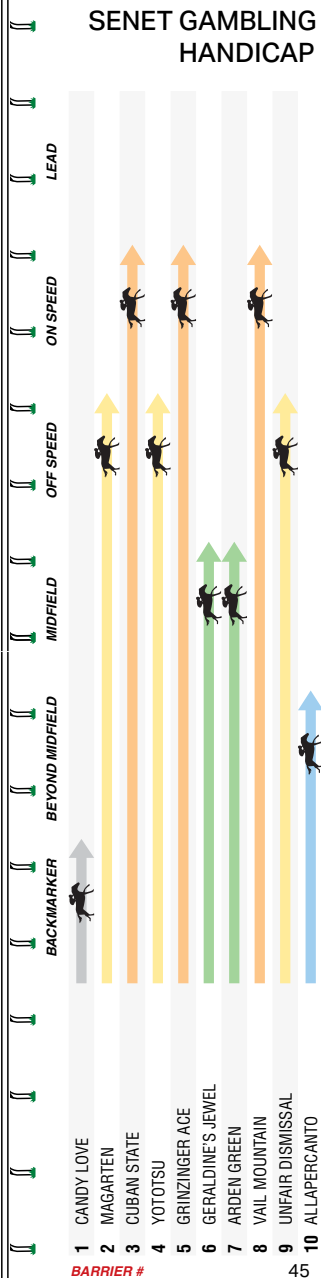 SENET GAMBLING
HANDICAP
LEAD
ON SPEED
OFF SPEED
MIDFIELD
BEYOND MIDFIELD
BACKMARKER
1 CANDY LOVE
2 MAGARTEN
3 CUBAN STATE
4 YOTOTSU
5 GRINZINGER ACE
6 GERALDINE'S JEWEL
7 ARDEN GREEN
8 VAIL MOUNTAIN
9 UNFAIR DISMISSAL
10 ALLAPERCANTO
BARRIER #
45